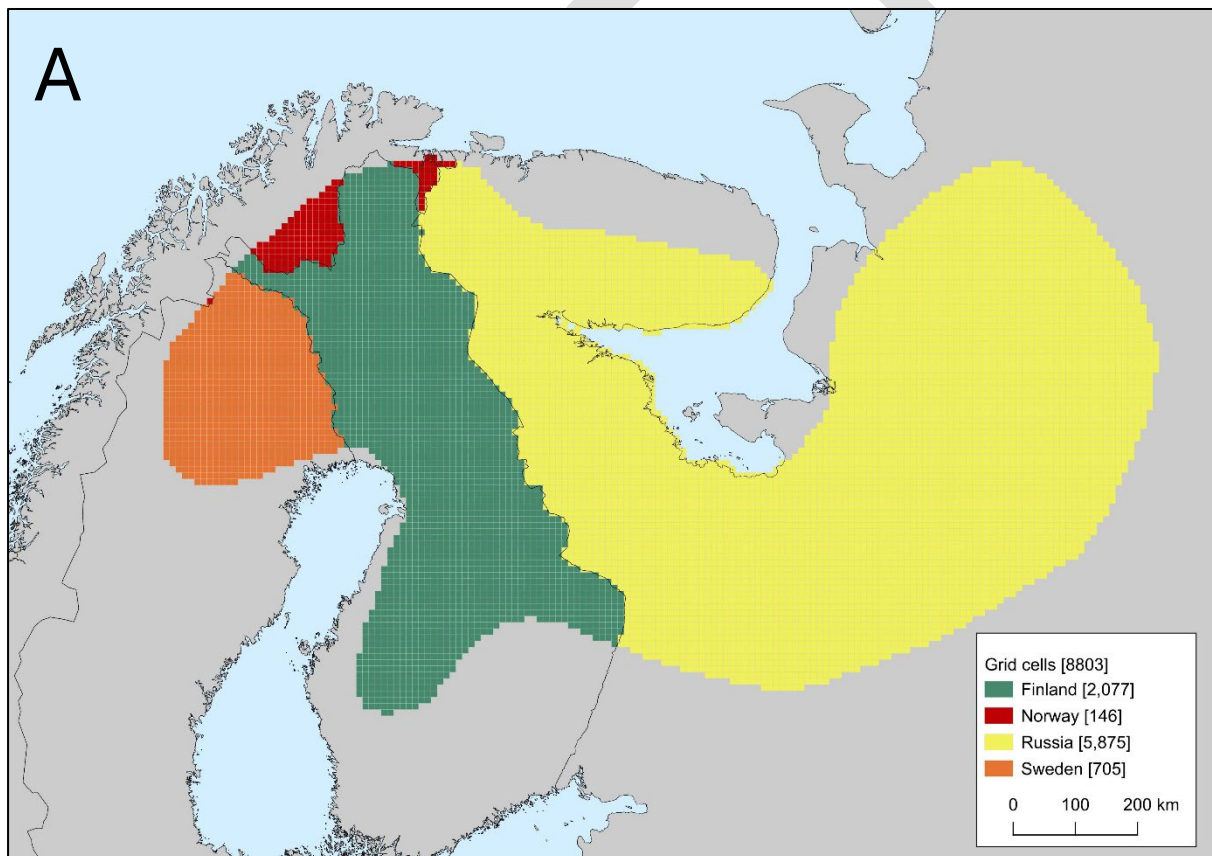 A
Grid cells [8803]
Finland [2,077]
Norway [146]
Russia [5,875]
Sweden [705]
0 100 200 km